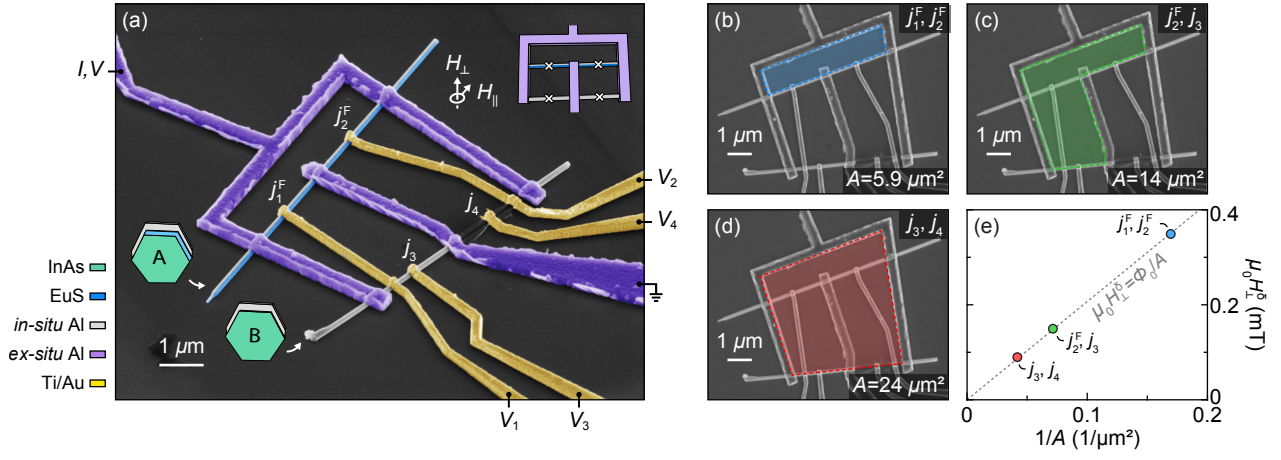 (a)
I,V
H⊥
H||
j₂ᶠ
j₁ᶠ
j₄
j₃
V₂
V₄
A
B
InAs
EuS
in-situ Al
ex-situ Al
Ti/Au
1 µm
V₁
V₃
(b)
j₁ᶠ, j₂ᶠ
1 µm
A=5.9 µm²
(c)
j₂ᶠ, j₃
1 µm
A=14 µm²
(d)
j₃, j₄
1 µm
A=24 µm²
(e)
0.4
j₁ᶠ, j₂ᶠ
μ₀H⊥^δ=Φ₀/A
0.2
j₂ᶠ, j₃
j₃, j₄
0
μ₀H⊥^δ (mT)
0
0.1
0.2
1/A (1/µm²)